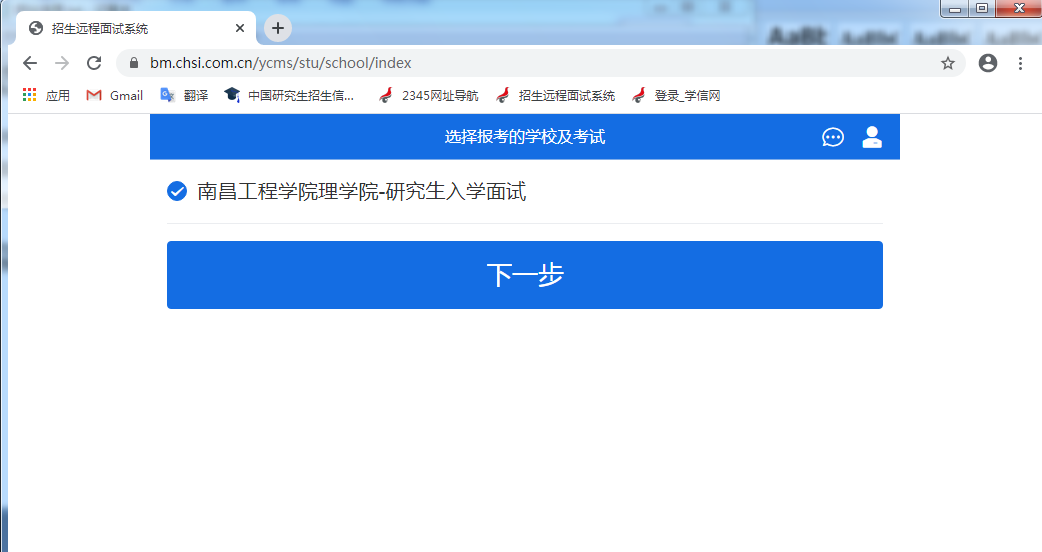 AaBb
招生远程面试系统
bm.chsi.com.cn/ycms/stu/school/index
应用 Gmail 翻译 中国研究生招生信... 2345网址导航 招生远程面试系统 登录_学信网
选择报考的学校及考试
南昌工程学院理学院-研究生入学面试
下一步